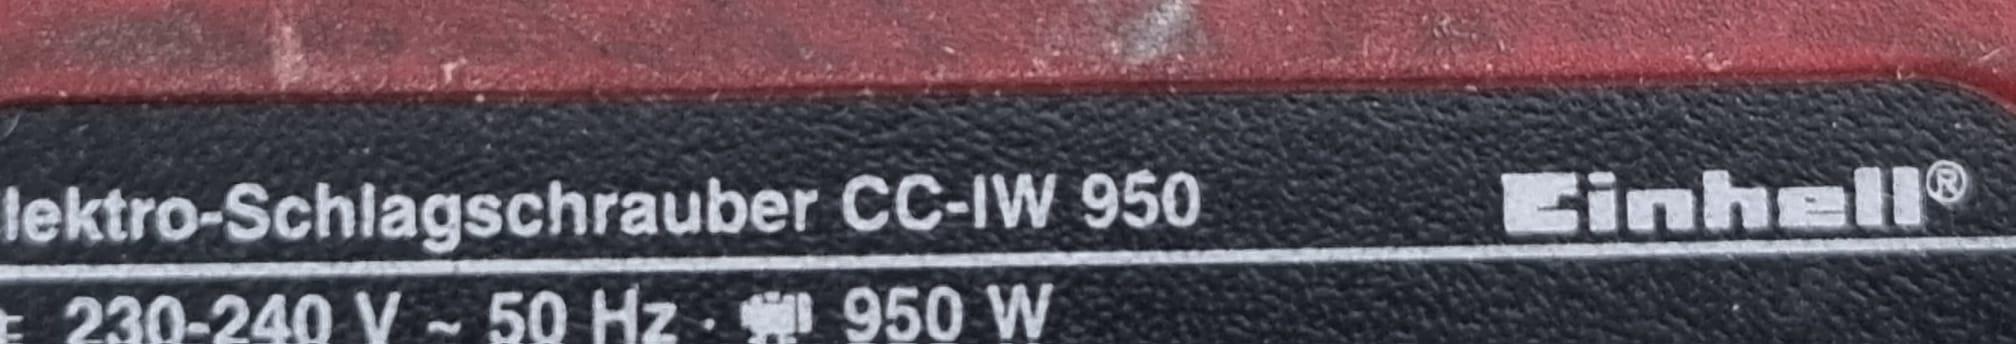 lektro-Schlagschrauber CC-IW 950 Einhell®
230-240 V ~ 50 Hz · 950 W